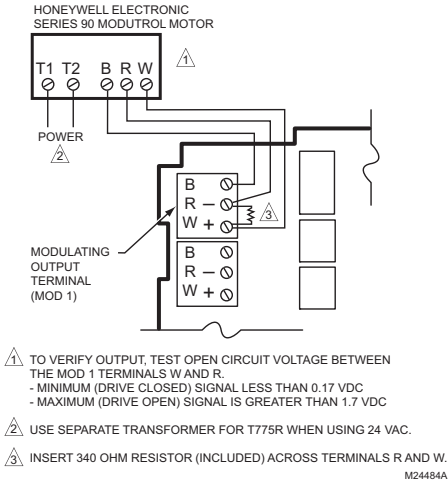 HONEYWELL ELECTRONIC
SERIES 90 MODUTROL MOTOR
1
T1 T2 B R W
POWER
2
B
R –
W +
3
MODULATING
OUTPUT
TERMINAL
(MOD 1)
B
R –
W +
1 TO VERIFY OUTPUT, TEST OPEN CIRCUIT VOLTAGE BETWEEN
THE MOD 1 TERMINALS W AND R.
- MINIMUM (DRIVE CLOSED) SIGNAL LESS THAN 0.17 VDC
- MAXIMUM (DRIVE OPEN) SIGNAL IS GREATER THAN 1.7 VDC
2 USE SEPARATE TRANSFORMER FOR T775R WHEN USING 24 VAC.
3 INSERT 340 OHM RESISTOR (INCLUDED) ACROSS TERMINALS R AND W.
M24484A